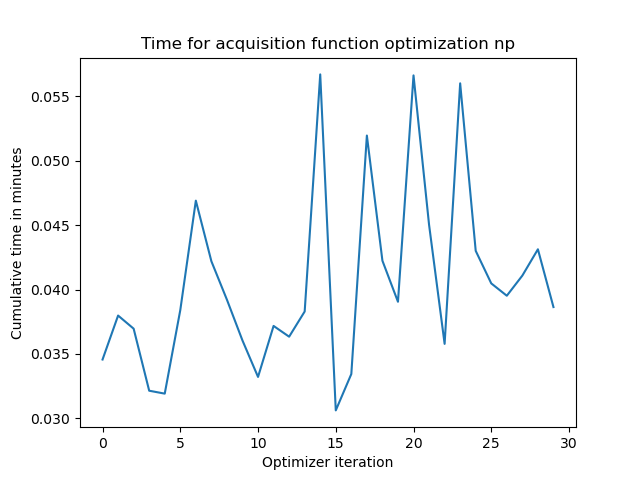 Time for acquisition function optimization np
Cumulative time in minutes
0.055
0.050
0.045
0.040
0.035
0.030
0 5 10 15 20 25 30
Optimizer iteration